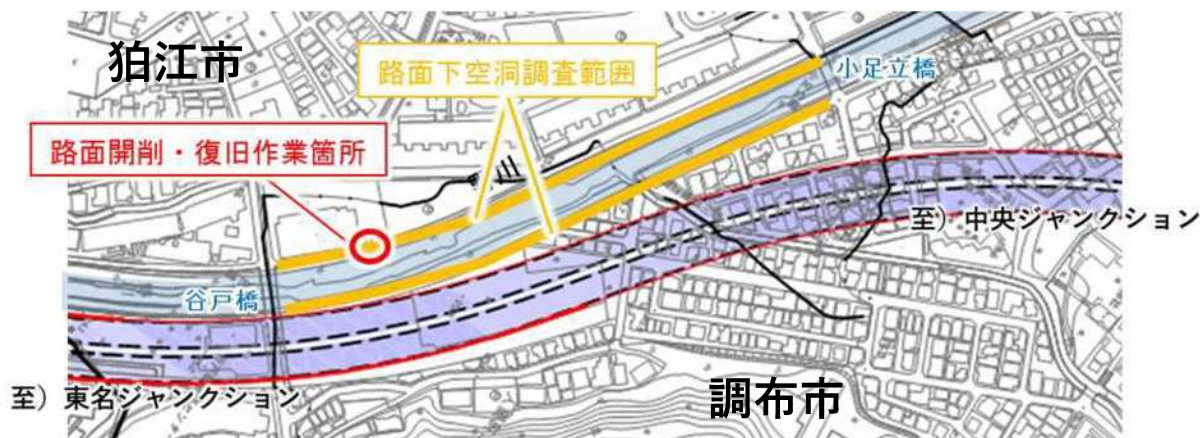 狛江市
路面下空洞調査範囲
小足立橋
路面開削・復旧作業箇所
至）中央ジャンクション
谷戸橋
至）東名ジャンクション
調布市